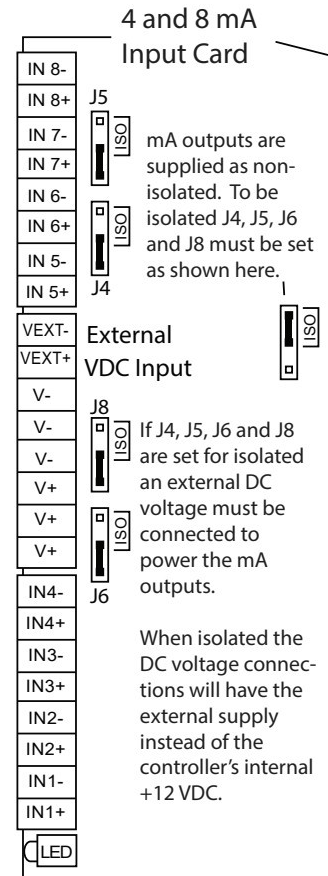 4 and 8 mA
Input Card
IN 8-
IN 8+
IN 7-
IN 7+
IN 6-
IN 6+
IN 5-
IN 5+
J5
ISO
ISO
J4
mA outputs are
supplied as non-
isolated. To be
isolated J4, J5, J6
and J8 must be set
as shown here.
ISO
VEXT-
VEXT+
External
VDC Input
V-
V-
V-
V+
V+
V+
J8
ISO
ISO
J6
If J4, J5, J6 and J8
are set for isolated
an external DC
voltage must be
connected to
power the mA
outputs.
IN4-
IN4+
IN3-
IN3+
IN2-
IN2+
IN1-
IN1+
When isolated the
DC voltage connec-
tions will have the
external supply
instead of the
controller's internal
+12 VDC.
LED